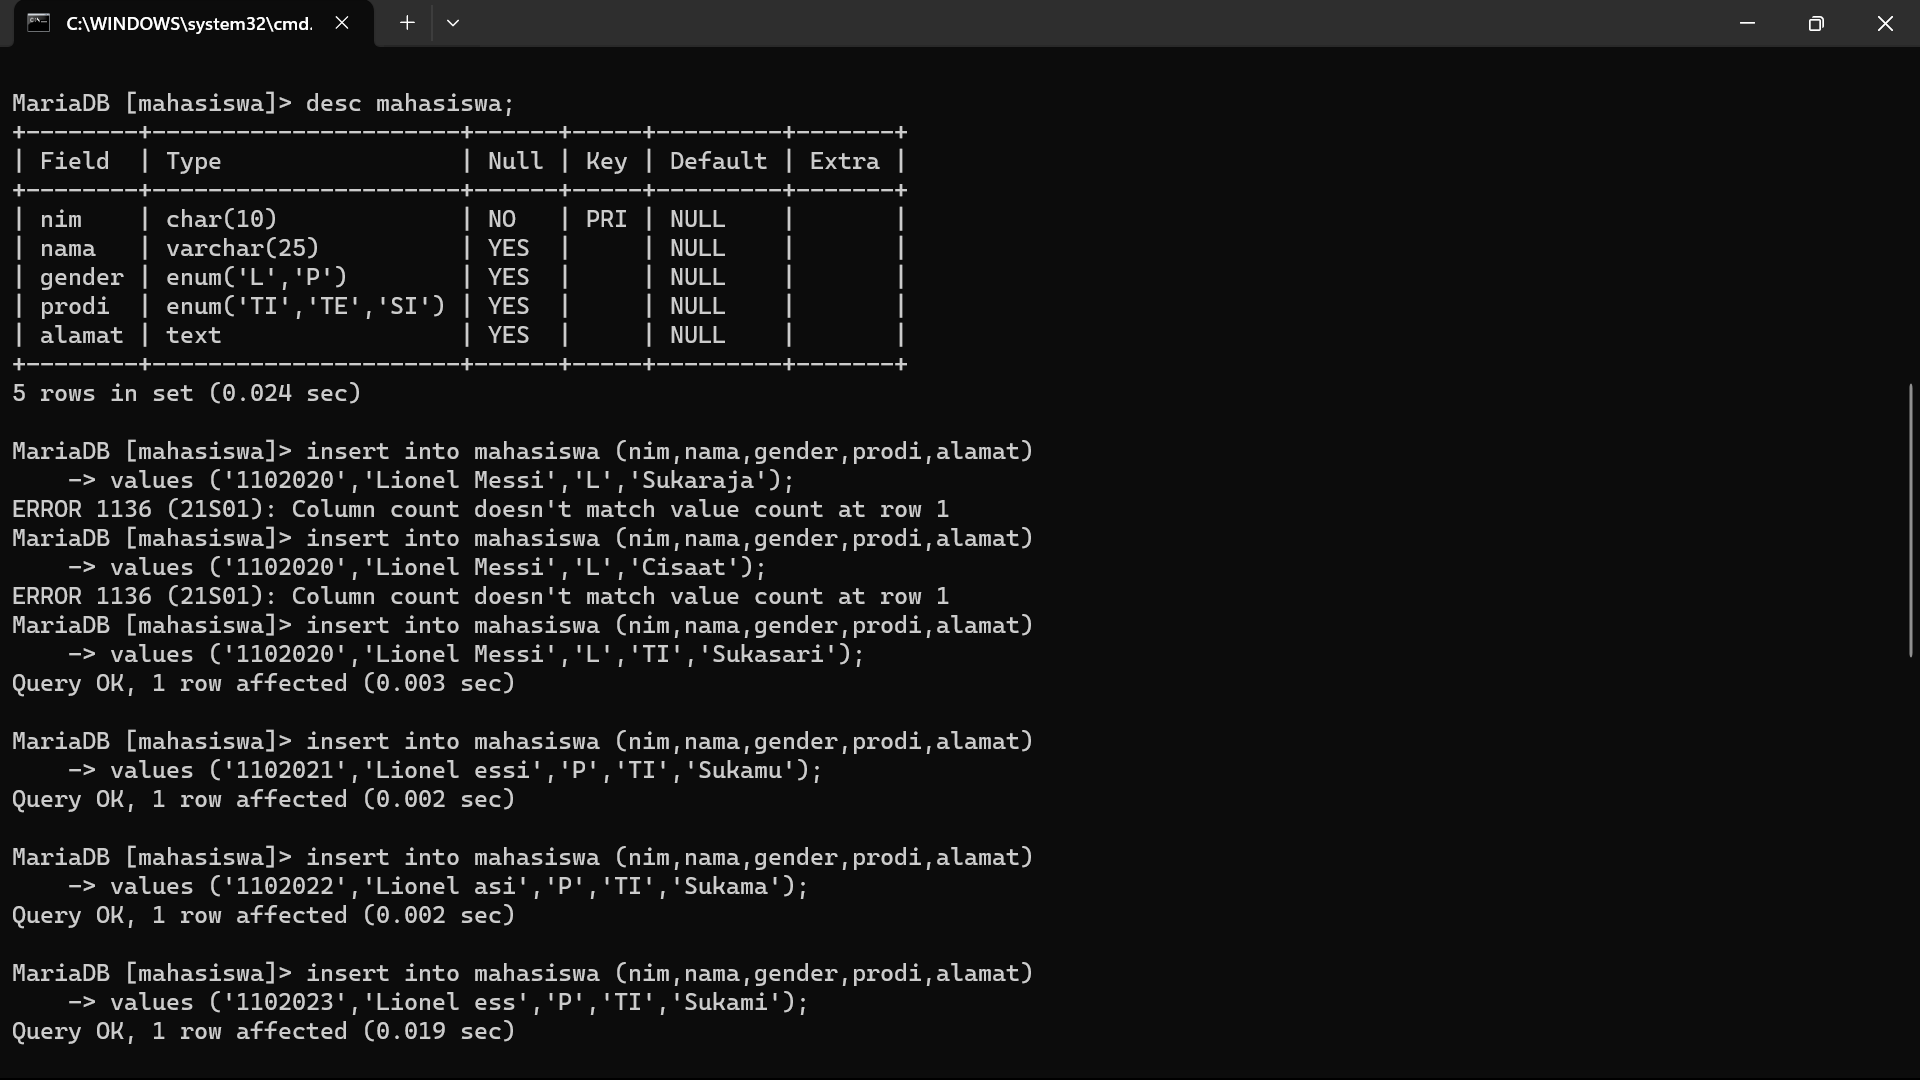 C:\WINDOWS\system32\cmd.
MariaDB [mahasiswa]> desc mahasiswa;
+--------+----------------------+------+-----+---------+-------+
| Field  | Type                 | Null | Key | Default | Extra |
+--------+----------------------+------+-----+---------+-------+
| nim    | char(10)             | NO   | PRI | NULL    |       |
| nama   | varchar(25)          | YES  |     | NULL    |       |
| gender | enum('L','P')        | YES  |     | NULL    |       |
| prodi  | enum('TI','TE','SI') | YES  |     | NULL    |       |
| alamat | text                 | YES  |     | NULL    |       |
+--------+----------------------+------+-----+---------+-------+
5 rows in set (0.024 sec)
MariaDB [mahasiswa]> insert into mahasiswa (nim,nama,gender,prodi,alamat)
    -> values ('1102020','Lionel Messi','L','Sukaraja');
ERROR 1136 (21S01): Column count doesn't match value count at row 1
MariaDB [mahasiswa]> insert into mahasiswa (nim,nama,gender,prodi,alamat)
    -> values ('1102020','Lionel Messi','L','Cisaat');
ERROR 1136 (21S01): Column count doesn't match value count at row 1
MariaDB [mahasiswa]> insert into mahasiswa (nim,nama,gender,prodi,alamat)
    -> values ('1102020','Lionel Messi','L','TI','Sukasari');
Query OK, 1 row affected (0.003 sec)
MariaDB [mahasiswa]> insert into mahasiswa (nim,nama,gender,prodi,alamat)
    -> values ('1102021','Lionel essi','P','TI','Sukamu');
Query OK, 1 row affected (0.002 sec)
MariaDB [mahasiswa]> insert into mahasiswa (nim,nama,gender,prodi,alamat)
    -> values ('1102022','Lionel asi','P','TI','Sukama');
Query OK, 1 row affected (0.002 sec)
MariaDB [mahasiswa]> insert into mahasiswa (nim,nama,gender,prodi,alamat)
    -> values ('1102023','Lionel ess','P','TI','Sukami');
Query OK, 1 row affected (0.019 sec)